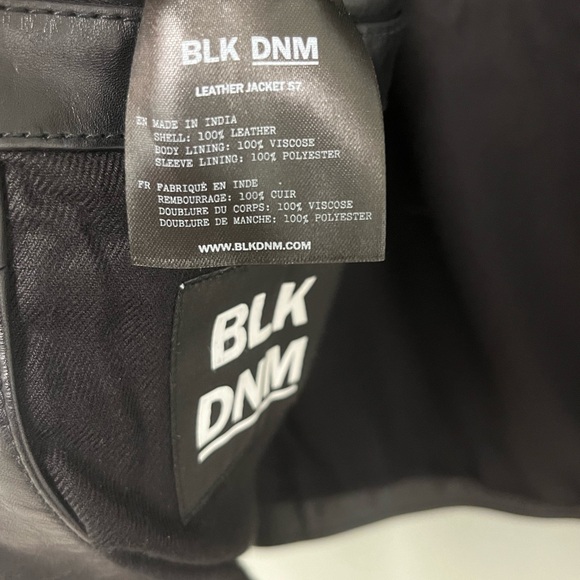 BLK DNM
LEATHER JACKET 57
EN MADE IN INDIA
SHELL: 100% LEATHER
BODY LINING: 100% VISCOSE
SLEEVE LINING: 100% POLYESTER
FR FABRIQUÉ EN INDE
REMBOURRAGE: 100% CUIR
DOUBLURE DU CORPS: 100% VISCOSE
DOUBLURE DE MANCHE: 100% POLYESTER
WWW.BLKDNM.COM
BLK
DNM